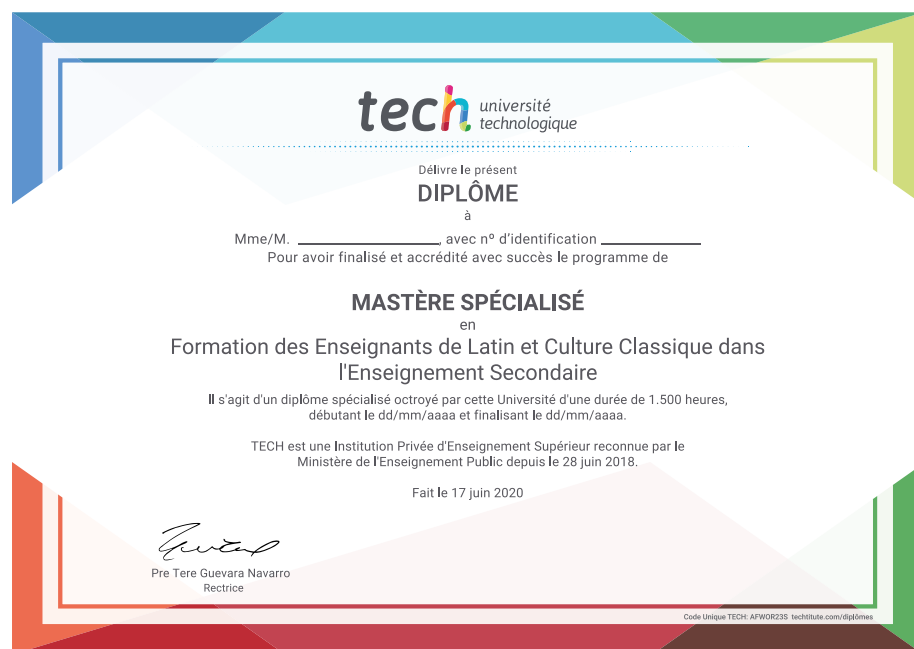 tech université
technologique
Délivre le présent
DIPLÔME
à
Mme/M. ____________________, avec nº d'identification ______________
Pour avoir finalisé et accrédité avec succès le programme de
MASTÈRE SPÉCIALISÉ
en
Formation des Enseignants de Latin et Culture Classique dans
l'Enseignement Secondaire
Il s'agit d'un diplôme spécialisé octroyé par cette Université d'une durée de 1.500 heures,
débutant le dd/mm/aaaa et finalisant le dd/mm/aaaa.
TECH est une Institution Privée d'Enseignement Supérieur reconnue par le
Ministère de l'Enseignement Public depuis le 28 juin 2018.
Fait le 17 juin 2020
Pre Tere Guevara Navarro
Rectrice
Code Unique TECH: AFWOR23S techtitute.com/diplômes